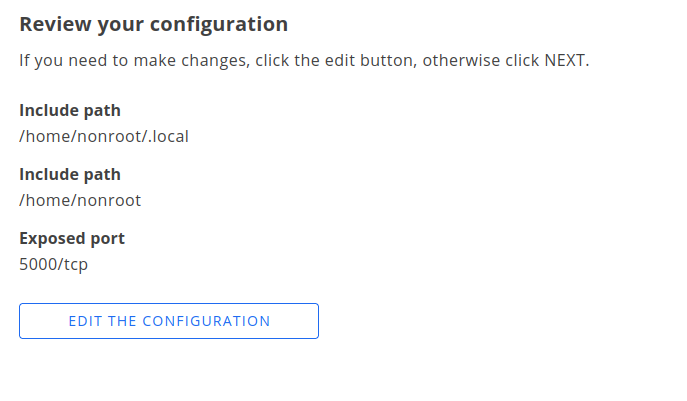 Review your configuration
If you need to make changes, click the edit button, otherwise click NEXT.
Include path
/home/nonroot/.local
Include path
/home/nonroot
Exposed port
5000/tcp
EDIT THE CONFIGURATION